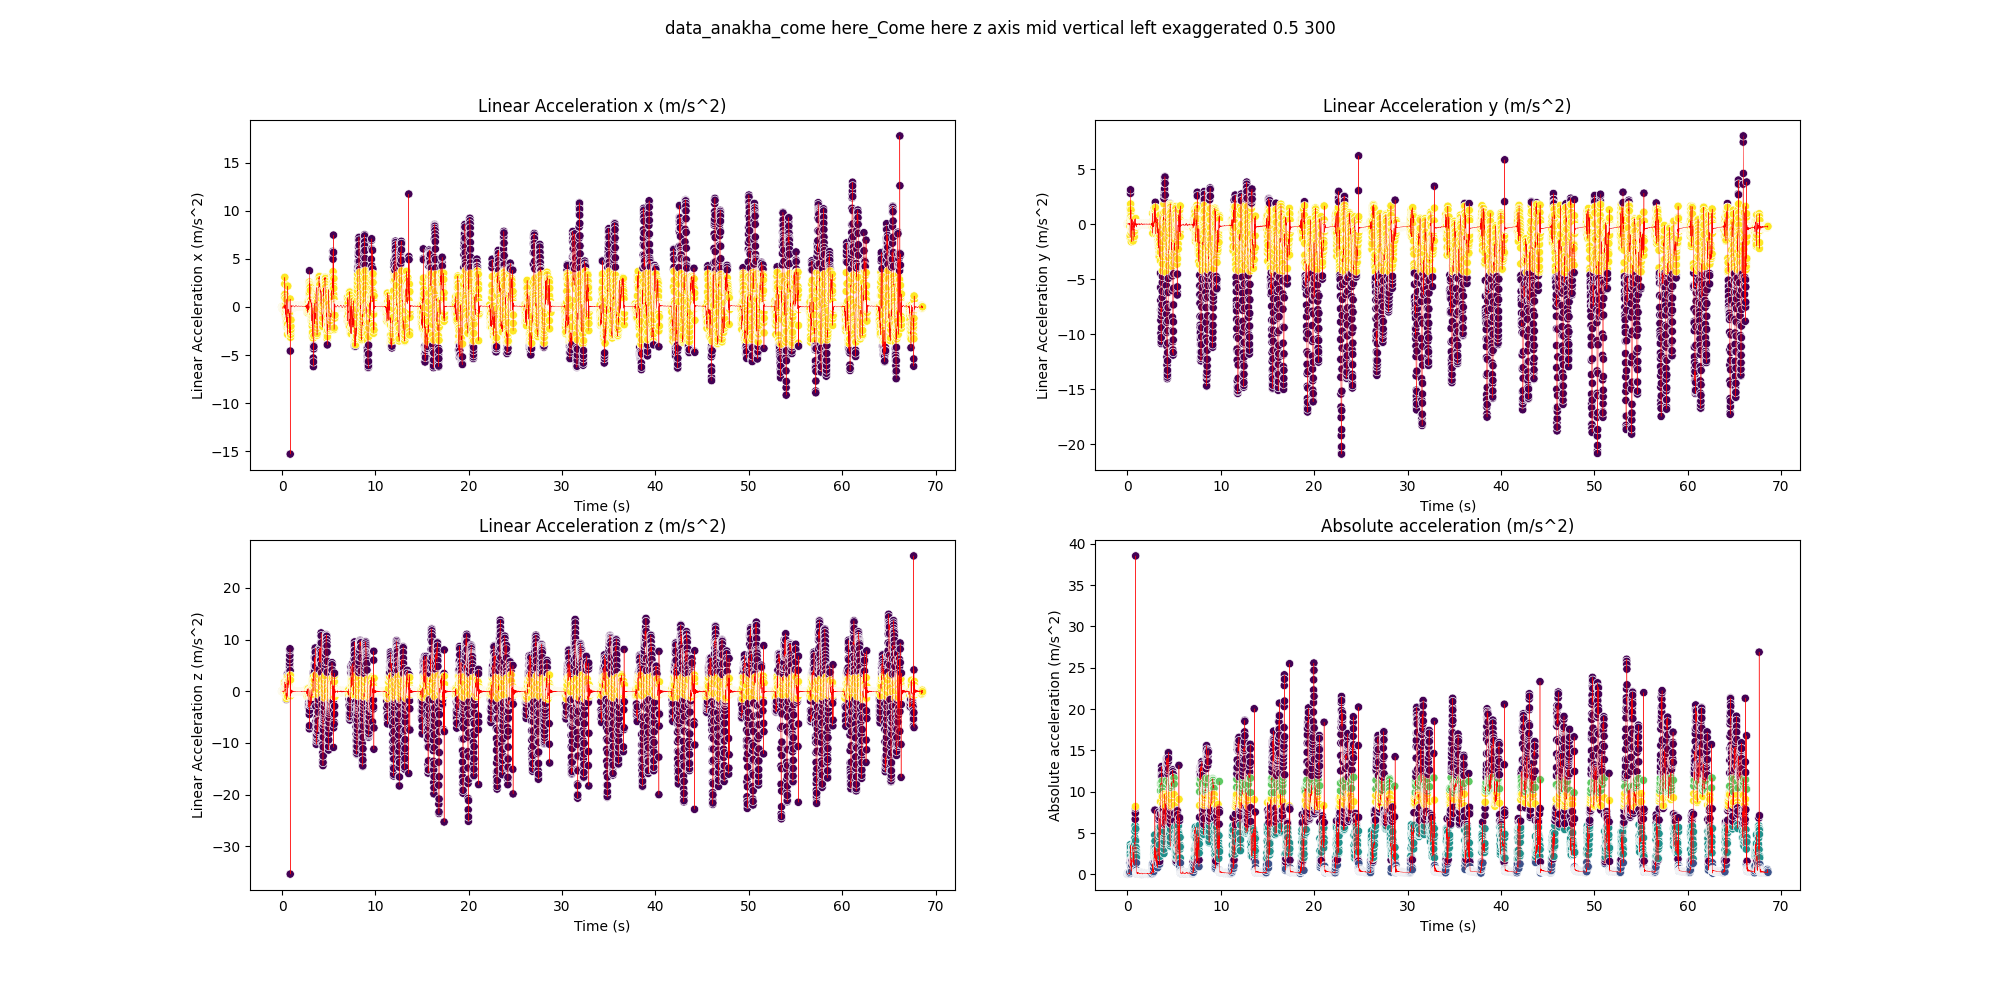 data_anakha_come here_Come here z axis mid vertical left exaggerated 0.5 300
Linear Acceleration x (m/s^2)
Linear Acceleration x (m/s^2)
15
10
5
0
−5
−10
−15
0 10 20 30 40 50 60 70
Time (s)
Linear Acceleration y (m/s^2)
Linear Acceleration y (m/s^2)
5
0
−5
−10
−15
−20
0 10 20 30 40 50 60 70
Time (s)
Linear Acceleration z (m/s^2)
Linear Acceleration z (m/s^2)
20
10
0
−10
−20
−30
0 10 20 30 40 50 60 70
Time (s)
Absolute acceleration (m/s^2)
Absolute acceleration (m/s^2)
40
35
30
25
20
15
10
5
0
0 10 20 30 40 50 60 70
Time (s)